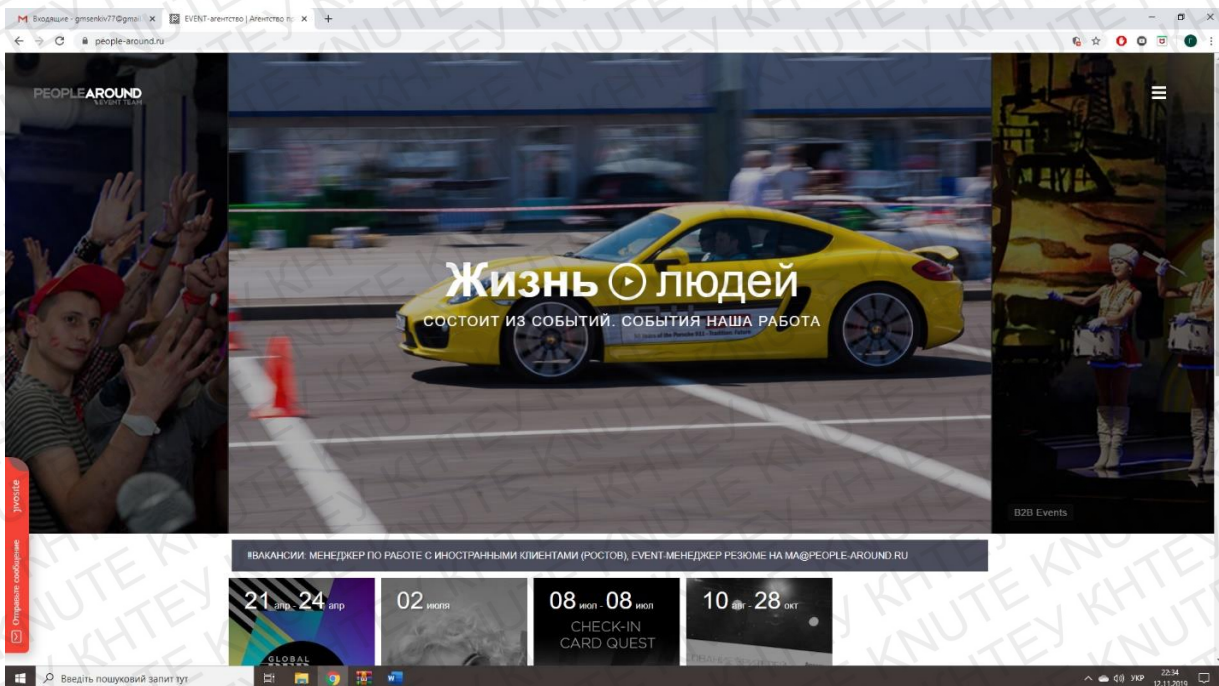 Входящие - gmsenkiv77@gmail
EVENT-агентство | Агентство по
people-around.ru
PEOPLEAROUND
EVENT TEAM
Жизнь людей
СОСТОИТ ИЗ СОБЫТИЙ. СОБЫТИЯ НАША РАБОТА
B2B Events
jivosite
Отправьте сообщение
#ВАКАНСИИ: МЕНЕДЖЕР ПО РАБОТЕ С ИНОСТРАННЫМИ КЛИЕНТАМИ (РОСТОВ), EVENT-МЕНЕДЖЕР РЕЗЮМЕ НА MA@PEOPLE-AROUND.RU
21 апр - 24 апр
02 июля
08 июл - 08 июл
10 авг - 28 окт
CHECK-IN
CARD QUEST
GLOBAL
Введіть пошуковий запит тут
УКР
22:34
12.11.2019
KNUTE КНТЕУ